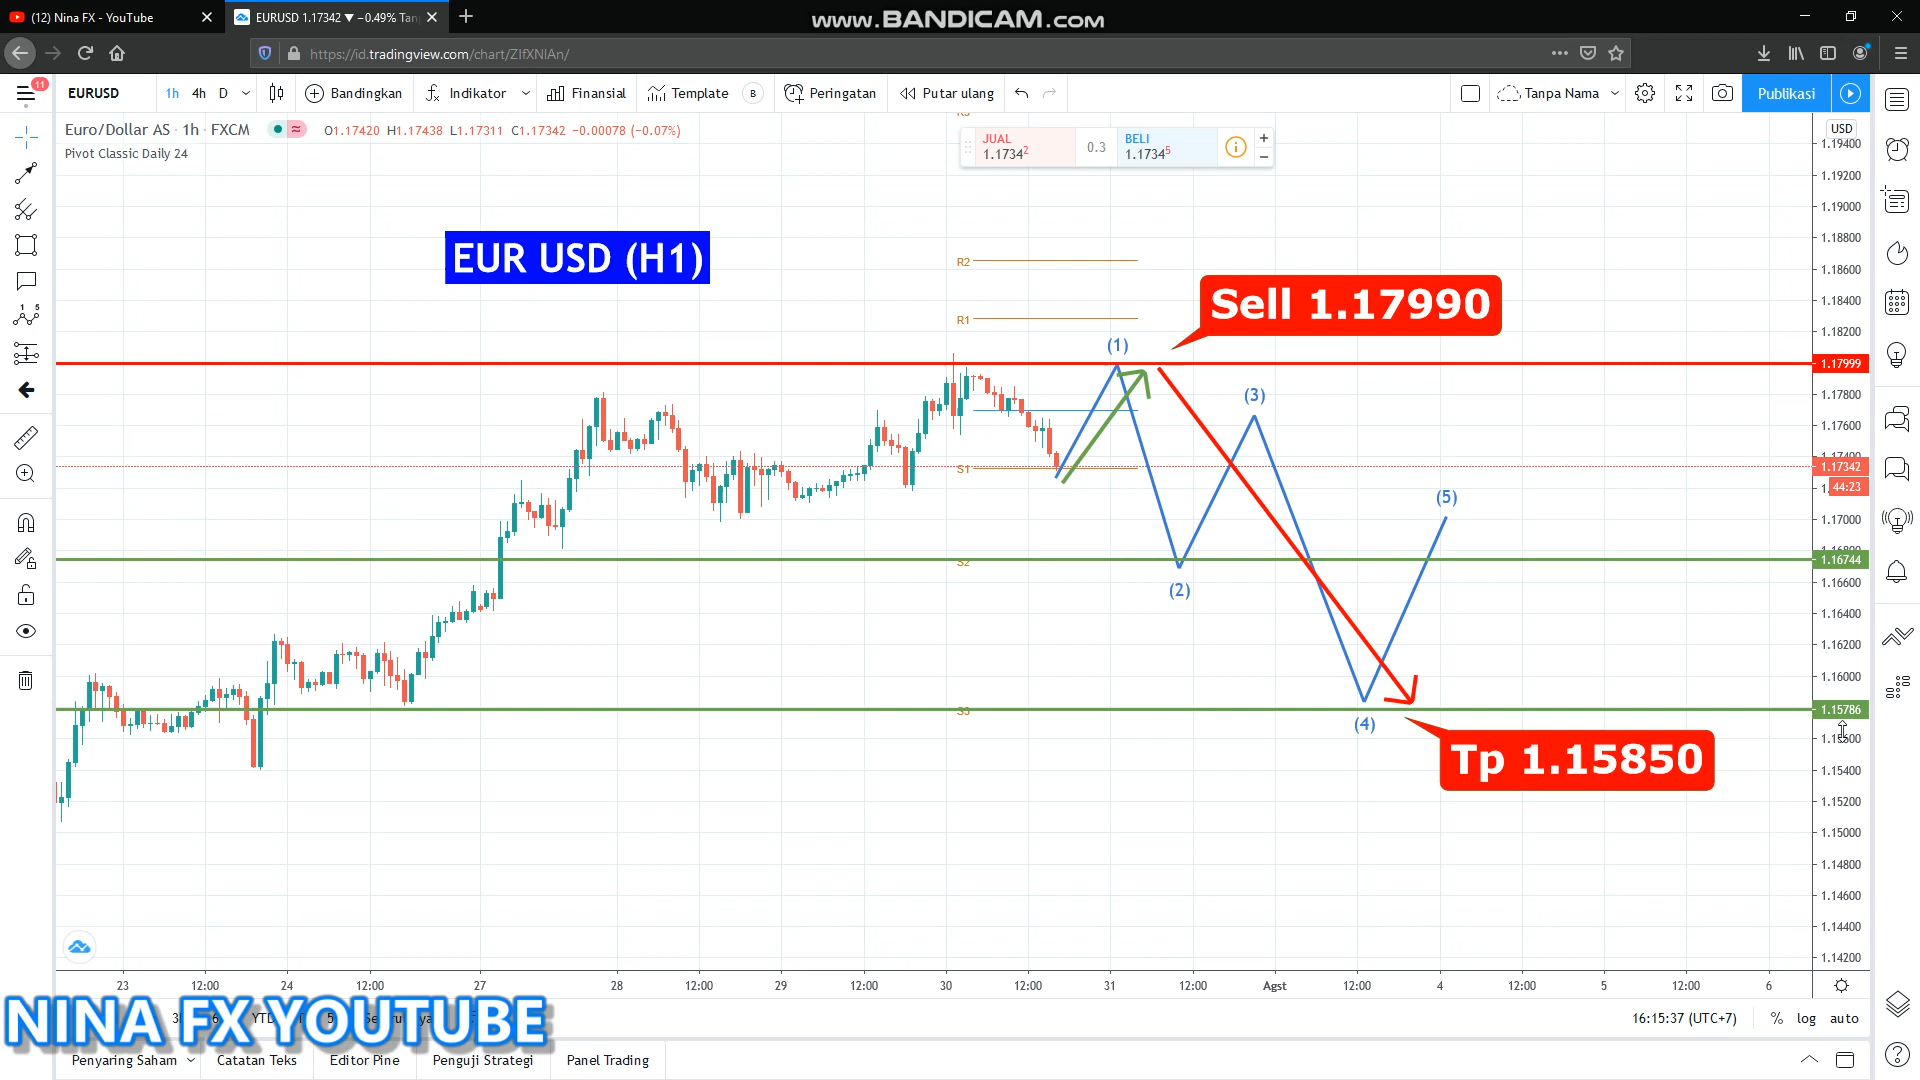 (12) Nina FX - YouTube
EURUSD 1.17342 ▼ −0.49% Tan
www.BANDICAM.com
https://id.tradingview.com/chart/ZIfXNIAn/
11
EURUSD
1h
4h
D
Bandingkan
Indikator
Finansial
Template
B
Peringatan
Putar ulang
Tanpa Nama
Publikasi
Euro/Dollar AS · 1h · FXCM
O1.17420 H1.17438 L1.17311 C1.17342 −0.00078 (−0.07%)
Pivot Classic Daily 24
JUAL
1.17342
0.3
BELI
1.17345
USD
EUR USD (H1)
R2
R1
S1
S2
S3
Sell 1.17990
(1)
(2)
(3)
(4)
(5)
Tp 1.15850
1.19400
1.19200
1.19000
1.18800
1.18600
1.18400
1.18200
1.17999
1.17800
1.17600
1.17342
44:23
1.17000
1.16744
1.16600
1.16400
1.16200
1.16000
1.15786
1.15400
1.15200
1.15000
1.14800
1.14600
1.14400
1.14200
23
12:00
24
12:00
27
28
12:00
29
12:00
30
12:00
31
12:00
Agst
12:00
4
12:00
5
12:00
6
NINA FX YOUTUBE
16:15:37 (UTC+7)
%
log
auto
Penyaring Saham
Catatan Teks
Editor Pine
Penguji Strategi
Panel Trading